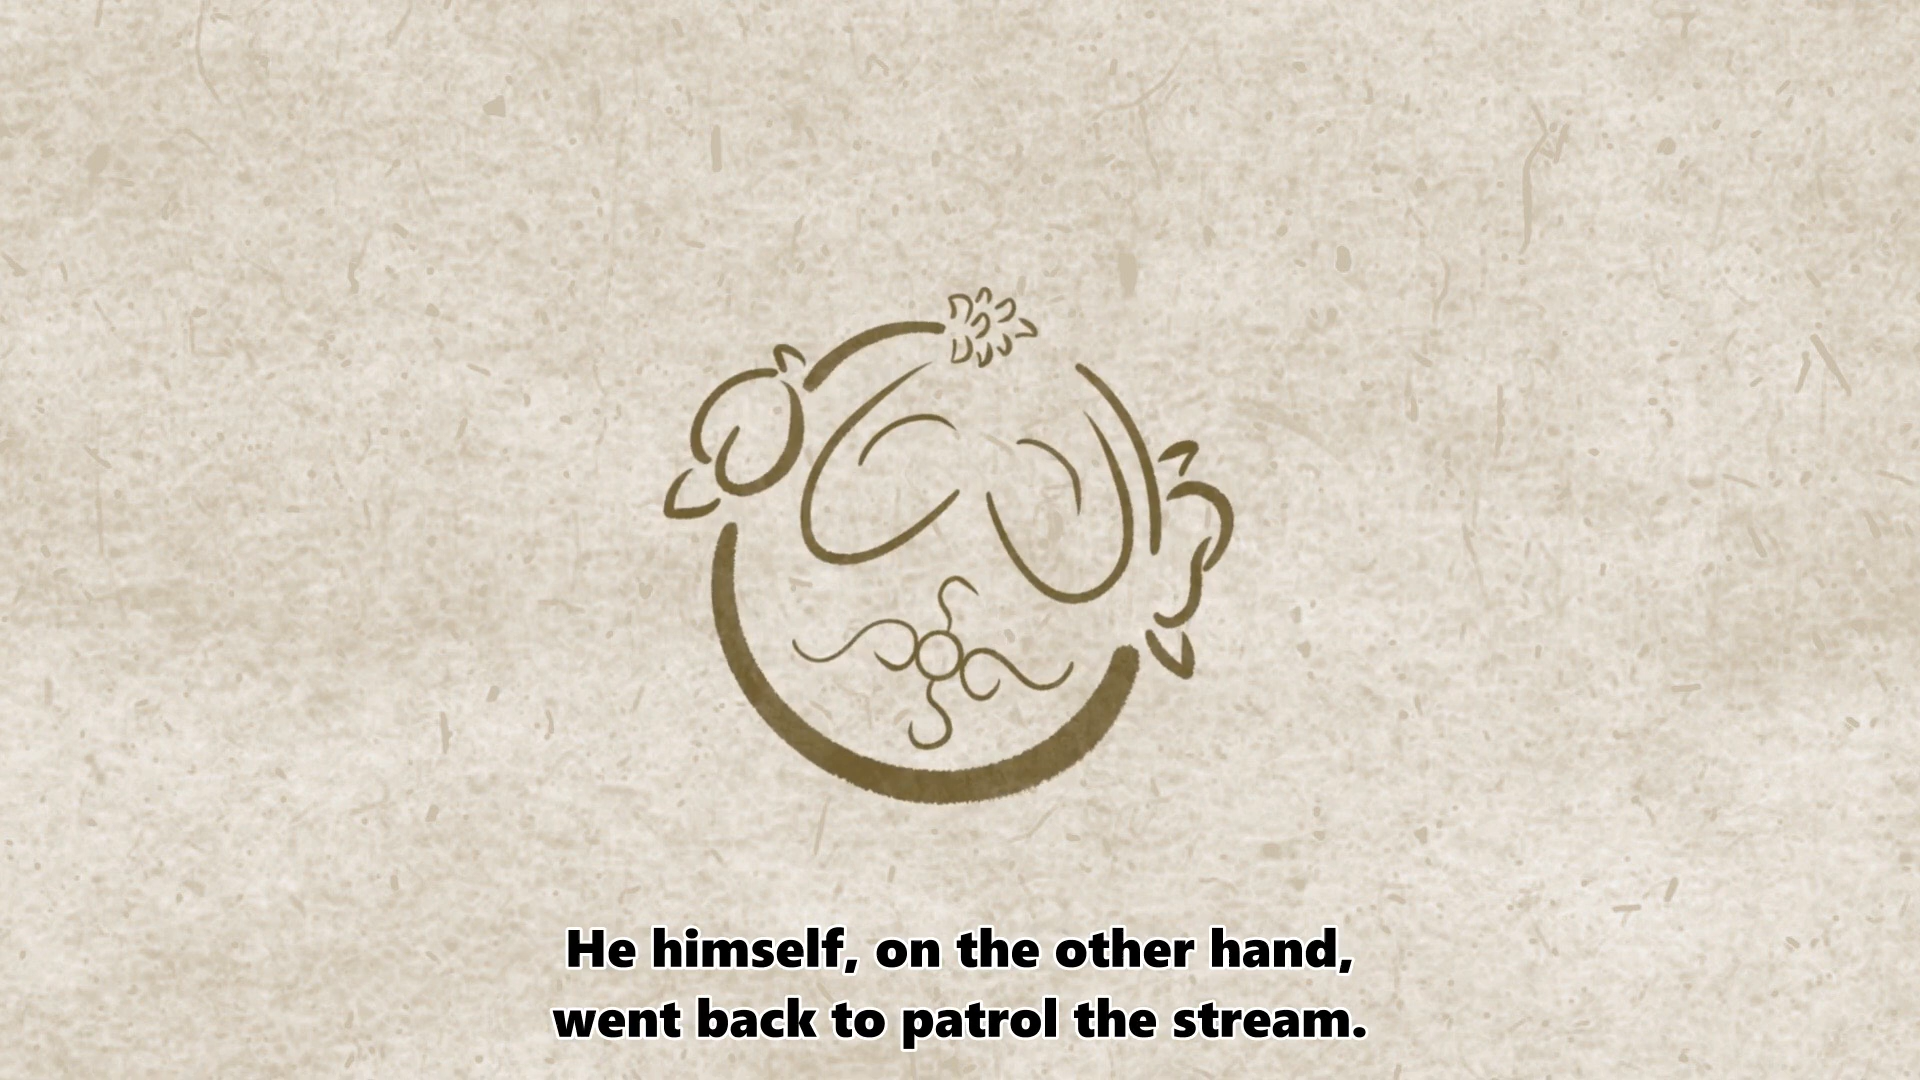 He himself, on the other hand,
went back to patrol the stream.